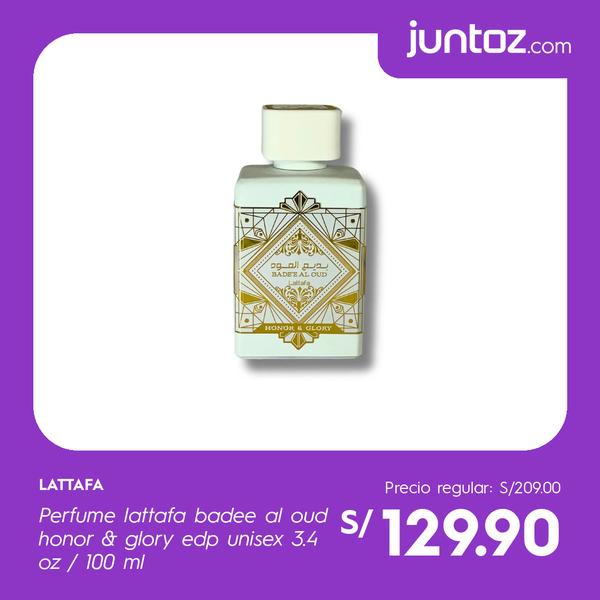 juntoz.com
بديع العود
BADE'E AL OUD
Lattafa
HONOR & GLORY
LATTAFA
Precio regular: S/209.00
Perfume lattafa badee al oud
honor & glory edp unisex 3.4
oz / 100 ml
S/129.90